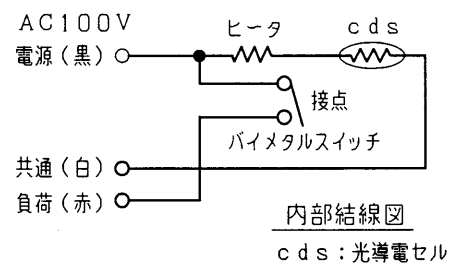 AC100V
電源(黒)
ヒータ
cds
接点
バイメタルスイッチ
共通(白)
負荷(赤)
内部結線図
cds:光導電セル